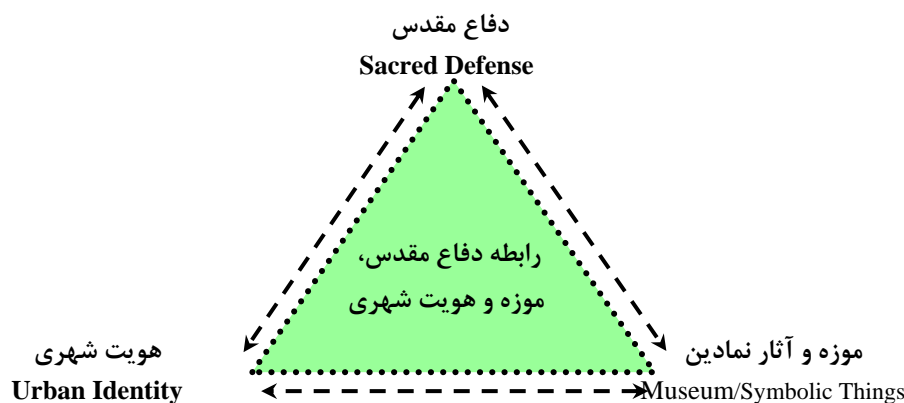 دفاع مقدس
Sacred Defense
رابطه دفاع مقدس،
موزه و هویت شهری
هویت شهری
Urban Identity
موزه و آثار نمادین
Museum/Symbolic Things